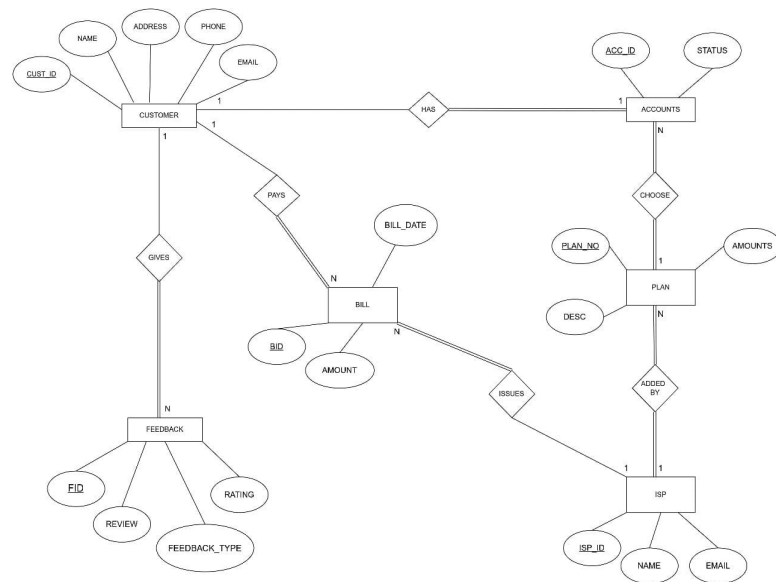 ADDRESS
PHONE
NAME
EMAIL
CUST_ID
ACC_ID
STATUS
CUSTOMER
1
HAS
1
ACCOUNTS
1
1
N
PAYS
CHOOSE
BILL_DATE
GIVES
PLAN_NO
1
AMOUNTS
N
BILL
PLAN
DESC
N
N
BID
AMOUNT
ISSUES
ADDED
BY
N
FEEDBACK
1
1
FID
RATING
ISP
REVIEW
FEEDBACK_TYPE
ISP_ID
NAME
EMAIL